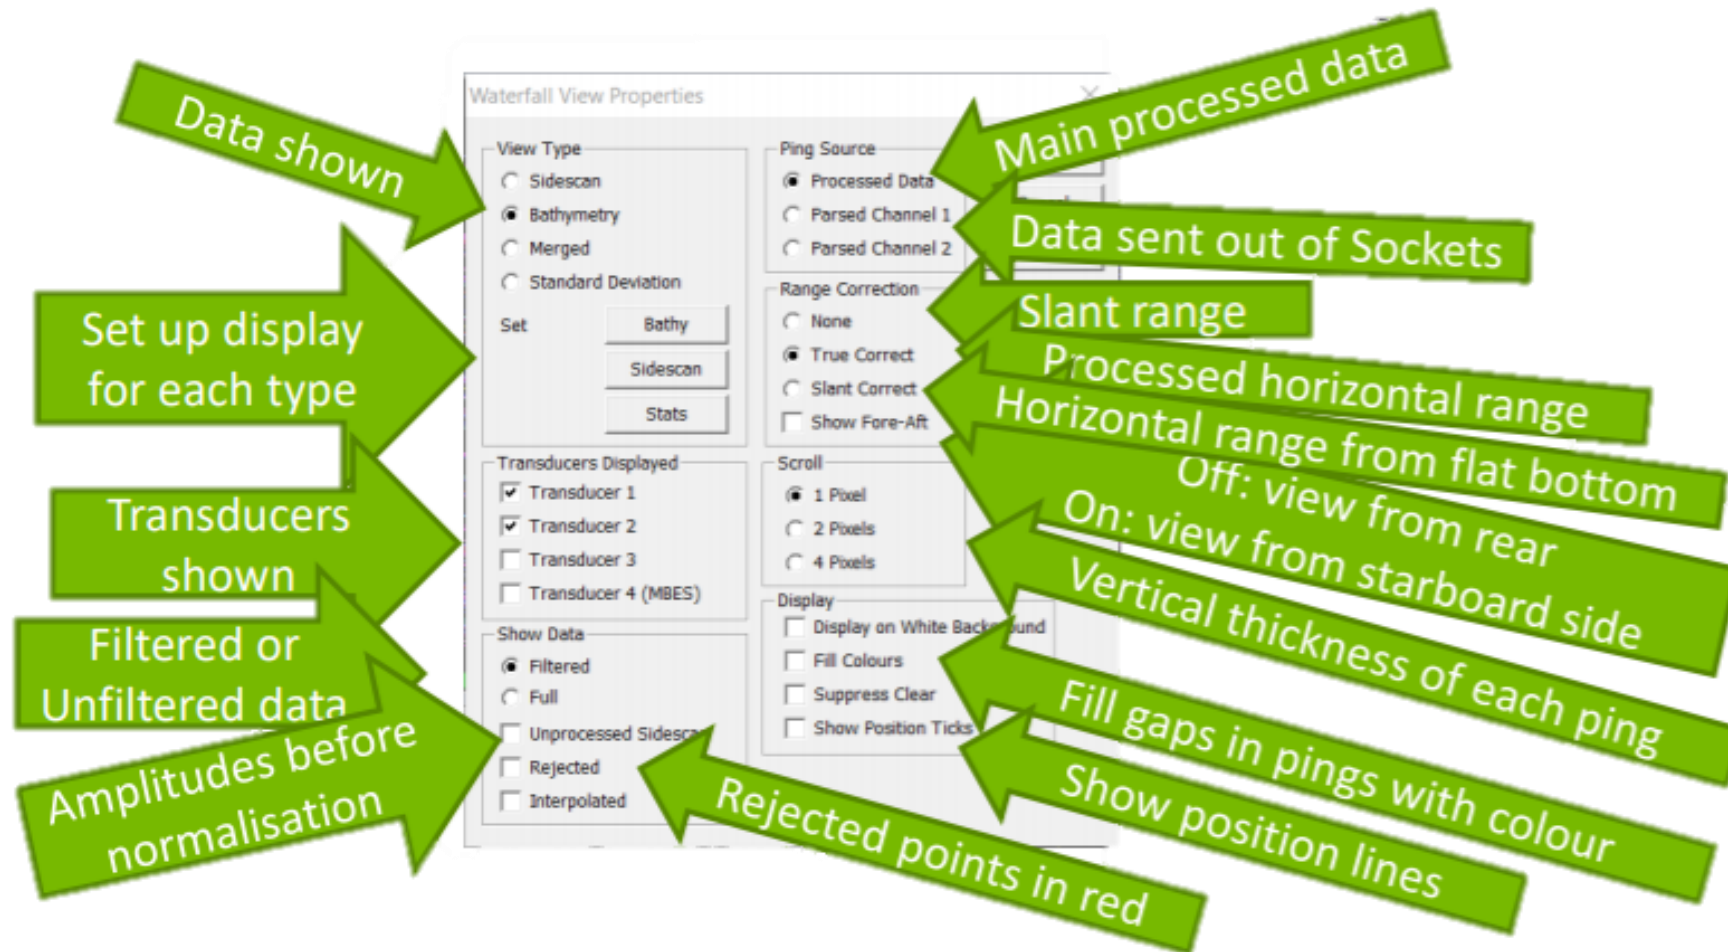 Waterfall View Properties
View Type
Sidescan
Bathymetry
Merged
Standard Deviation
Set
Bathy
Sidescan
Stats
Transducers Displayed
Transducer 1
Transducer 2
Transducer 3
Transducer 4 (MBES)
Show Data
Filtered
Full
Unprocessed
Rejected
Interpolated
Ping Source
Processed Data
Parsed Channel 1
Parsed Channel 2
Range Correction
None
True Correct
Slant Correct
Show Fore-Aft
Scroll
1 Pixel
2 Pixels
4 Pixels
Display
Display on White Background
Fill Colours
Suppress Clear
Show Position Ticks
Data shown
Set up display
for each type
Transducers
shown
Filtered or
Unfiltered data
Amplitudes before
normalisation
Main processed data
Data sent out of Sockets
Slant range
Processed horizontal range
Horizontal range from flat bottom
Off: view from rear
On: view from starboard side
Vertical thickness of each ping
Fill gaps in pings with colour
Show position lines
Rejected points in red